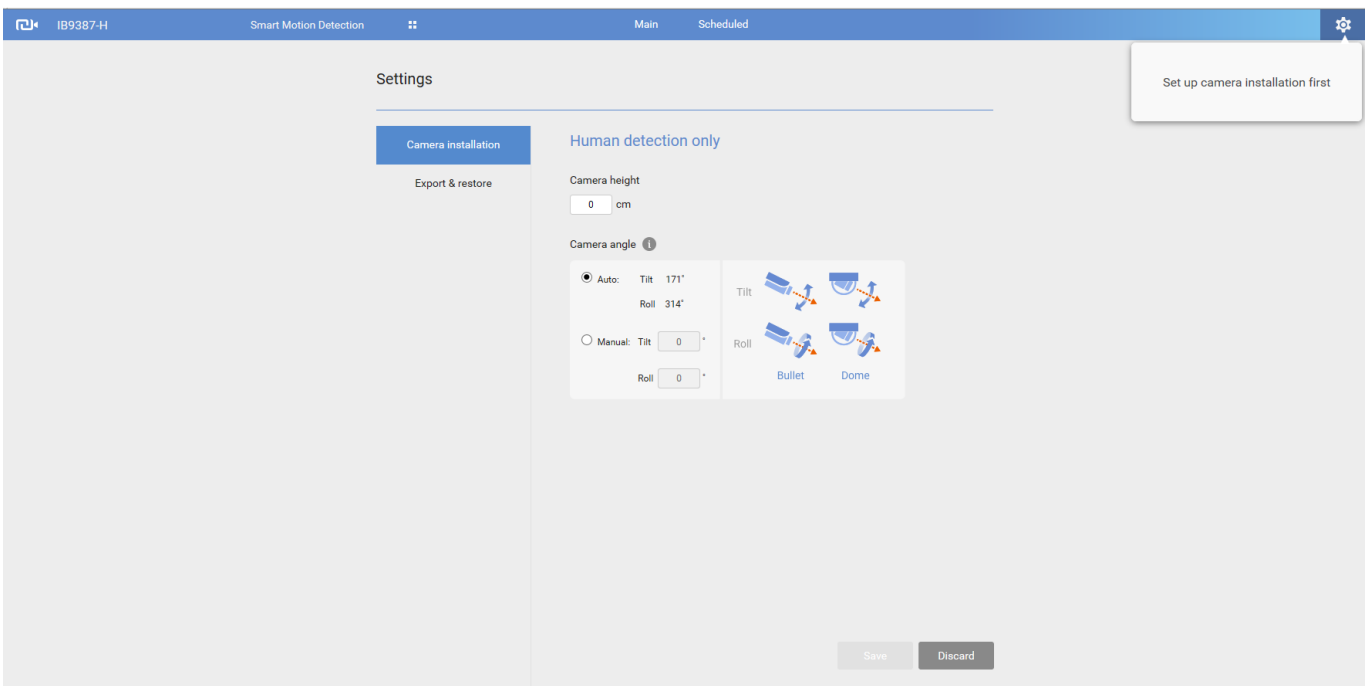 IB9387-H Smart Motion Detection Main Scheduled
Set up camera installation first
Settings
Camera installation
Export & restore
Human detection only
Camera height
0 cm
Camera angle i
Auto: Tilt 171°
Roll 314°
Manual: Tilt 0 °
Roll 0 °
Tilt
Roll
Bullet Dome
Save Discard